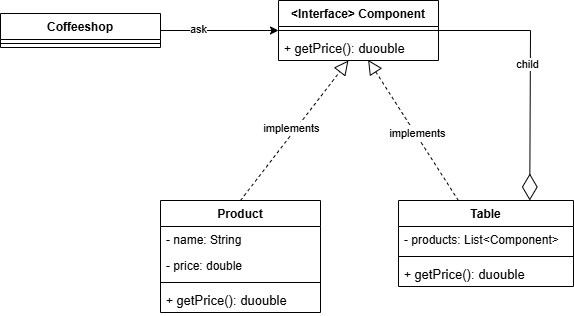 Coffeeshop
ask
<Interface> Component
+ getPrice(): duouble
child
implements
implements
Product
- name: String
- price: double
+ getPrice(): duouble
Table
- products: List<Component>
+ getPrice(): duouble